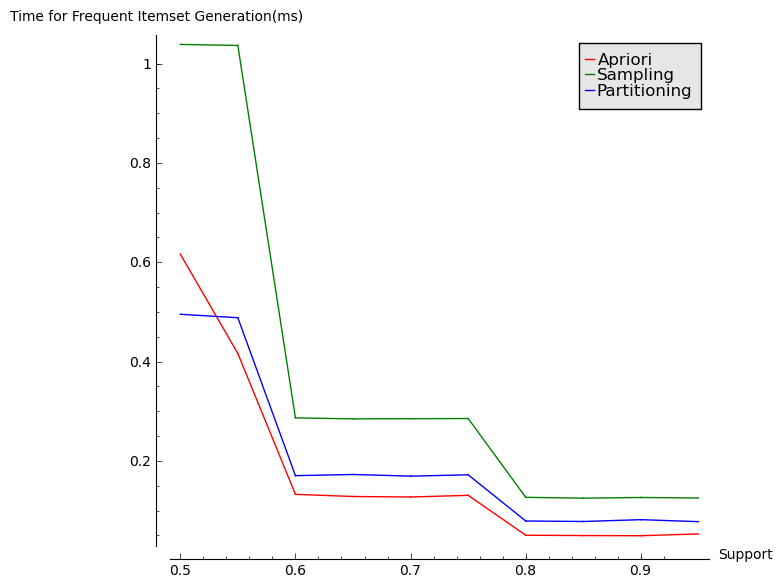 Time for Frequent Itemset Generation(ms)
Apriori
Sampling
Partitioning
1
0.8
0.6
0.4
0.2
Support
0.5 0.6 0.7 0.8 0.9